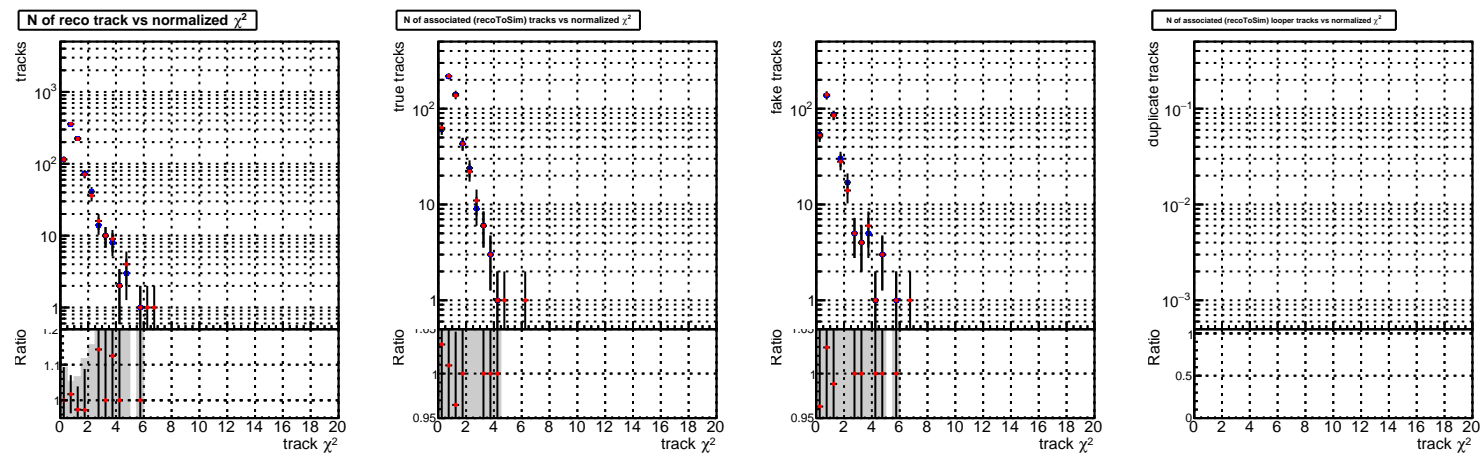 N of reco track vs normalized χ²
tracks
10³
10²
10
1
Ratio
1.2
1.1
1
0 2 4 6 8 10 12 14 16 18 20
track χ²
N of associated (recoToSim) tracks vs normalized χ²
true tracks
10²
10
1
Ratio
1.05
1
0.95
0 2 4 6 8 10 12 14 16 18 20
track χ²
fake tracks
10²
10
1
Ratio
1.05
1
0.95
0 2 4 6 8 10 12 14 16 18 20
track χ²
N of associated (recoToSim) looper tracks vs normalized χ²
duplicate tracks
10⁻¹
10⁻²
10⁻³
Ratio
1
0.5
0
0 2 4 6 8 10 12 14 16 18 20
track χ²